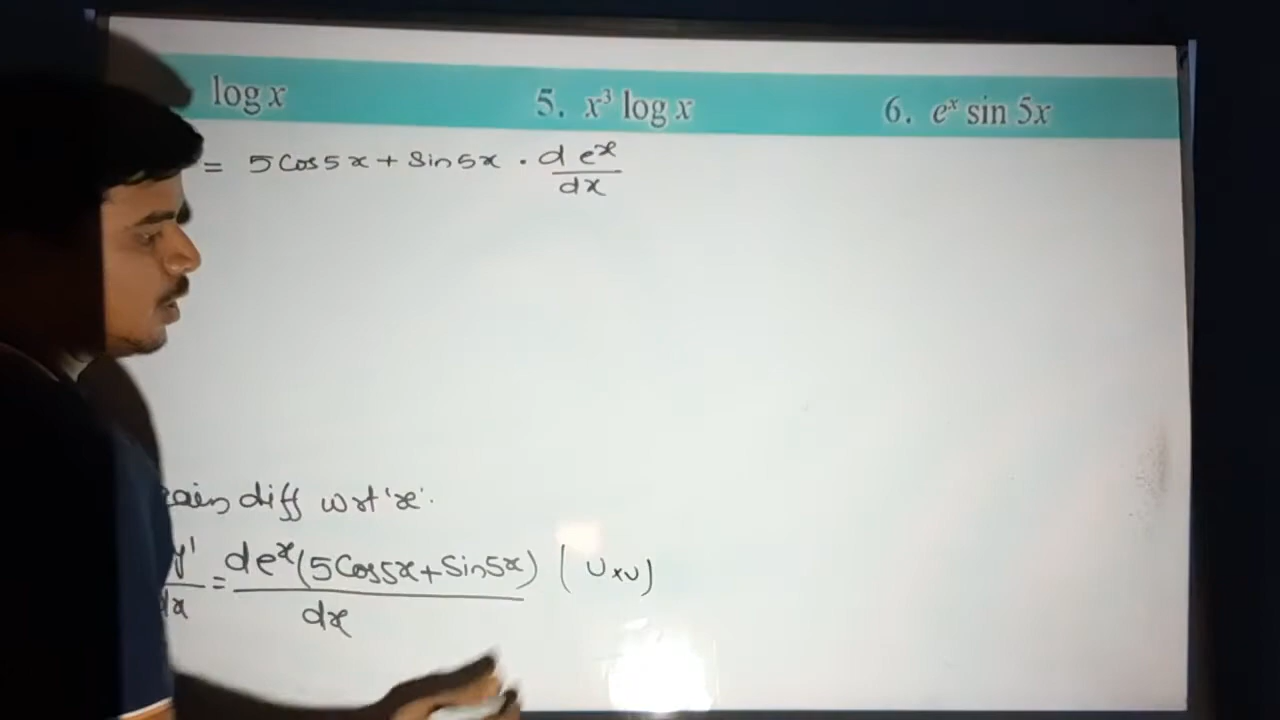 log x 5. x³ log x 6. eˣ sin 5x
= 5 Cos 5x + Sin 5x . d eˣ / dx
diff wrt 'x'.
y' / dx = d eˣ (5 Cos 5x + Sin 5x) / dx (U×V)